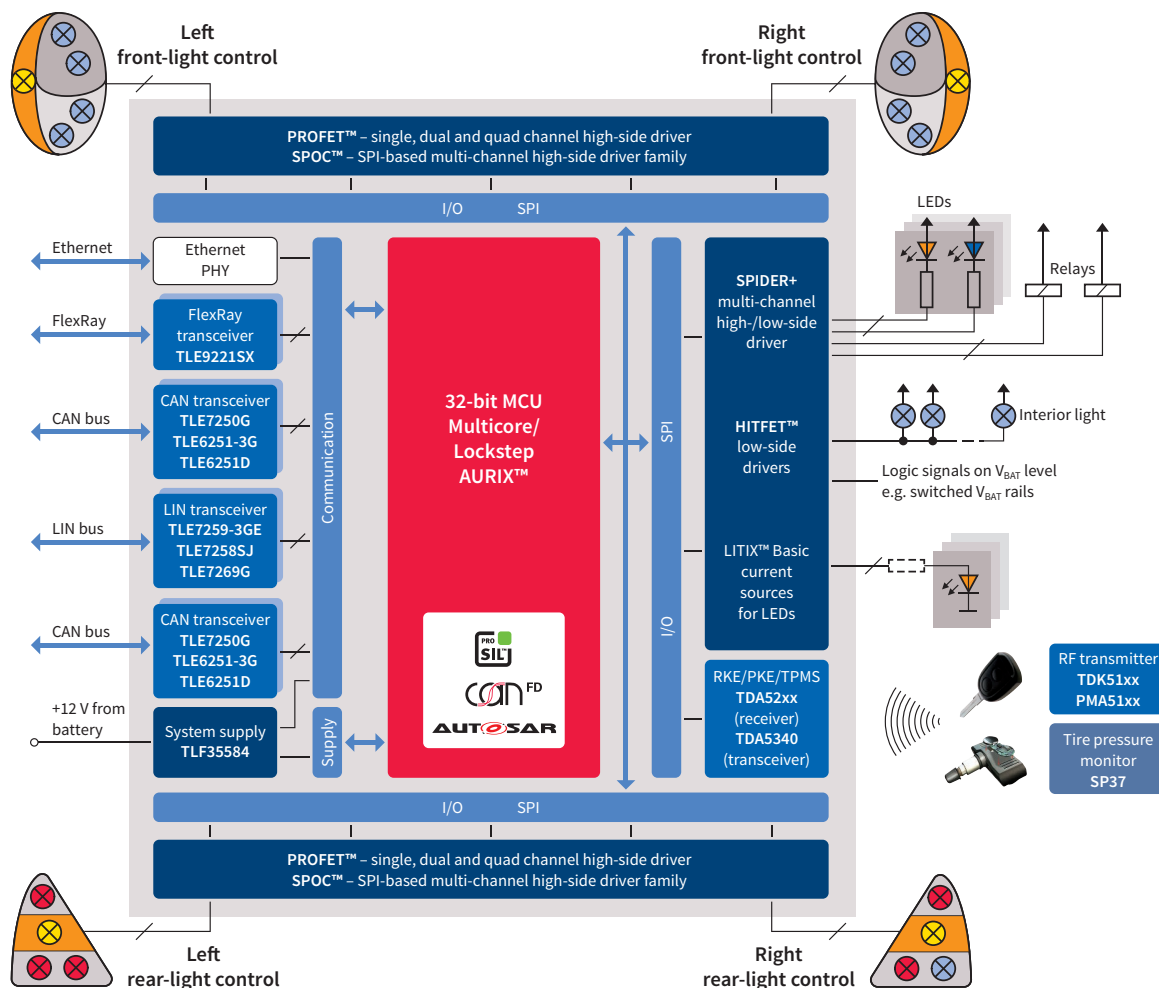 Left
front-light control
Right
front-light control
PROFET™ – single, dual and quad channel high-side driver
SPOC™ – SPI-based multi-channel high-side driver family
I/O SPI
LEDs
Relays
Ethernet
Ethernet
PHY
FlexRay
FlexRay
transceiver
TLE9221SX
CAN bus
CAN transceiver
TLE7250G
TLE6251-3G
TLE6251D
LIN bus
LIN transceiver
TLE7259-3GE
TLE7258SJ
TLE7269G
CAN bus
CAN transceiver
TLE7250G
TLE6251-3G
TLE6251D
+12 V from
battery
System supply
TLF35584
Communication
Supply
32-bit MCU
Multicore/
Lockstep
AURIX™
PRO
SIL™
CAN FD
AUTOSAR
SPI
I/O
SPIDER+
multi-channel
high-/low-side
driver
HITFET™
low-side
drivers
LITIX™ Basic
current
sources
for LEDs
Interior light
Logic signals on VBAT level
e.g. switched VBAT rails
RKE/PKE/TPMS
TDA52xx
(receiver)
TDA5340
(transceiver)
RF transmitter
TDK51xx
PMA51xx
Tire pressure
monitor
SP37
I/O SPI
PROFET™ – single, dual and quad channel high-side driver
SPOC™ – SPI-based multi-channel high-side driver family
Left
rear-light control
Right
rear-light control